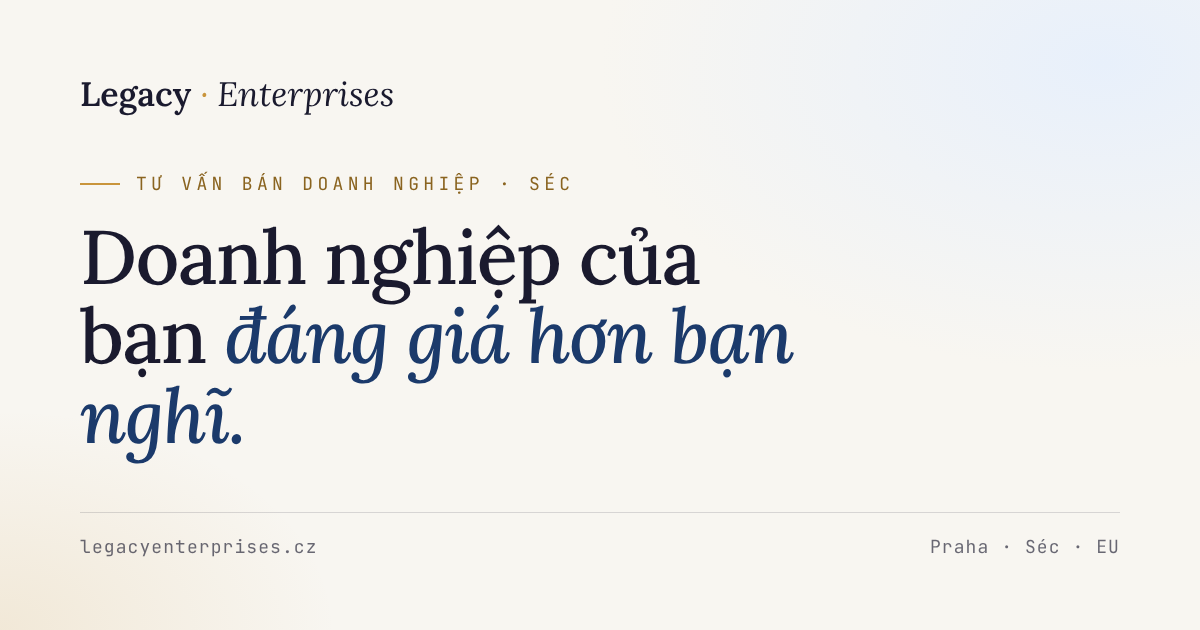 Legacy · Enterprises
TƯ VẤN BÁN DOANH NGHIỆP · SÉC
Doanh nghiệp của
bạn đáng giá hơn bạn
nghĩ.
legacyenterprises.cz
Praha · Séc · EU